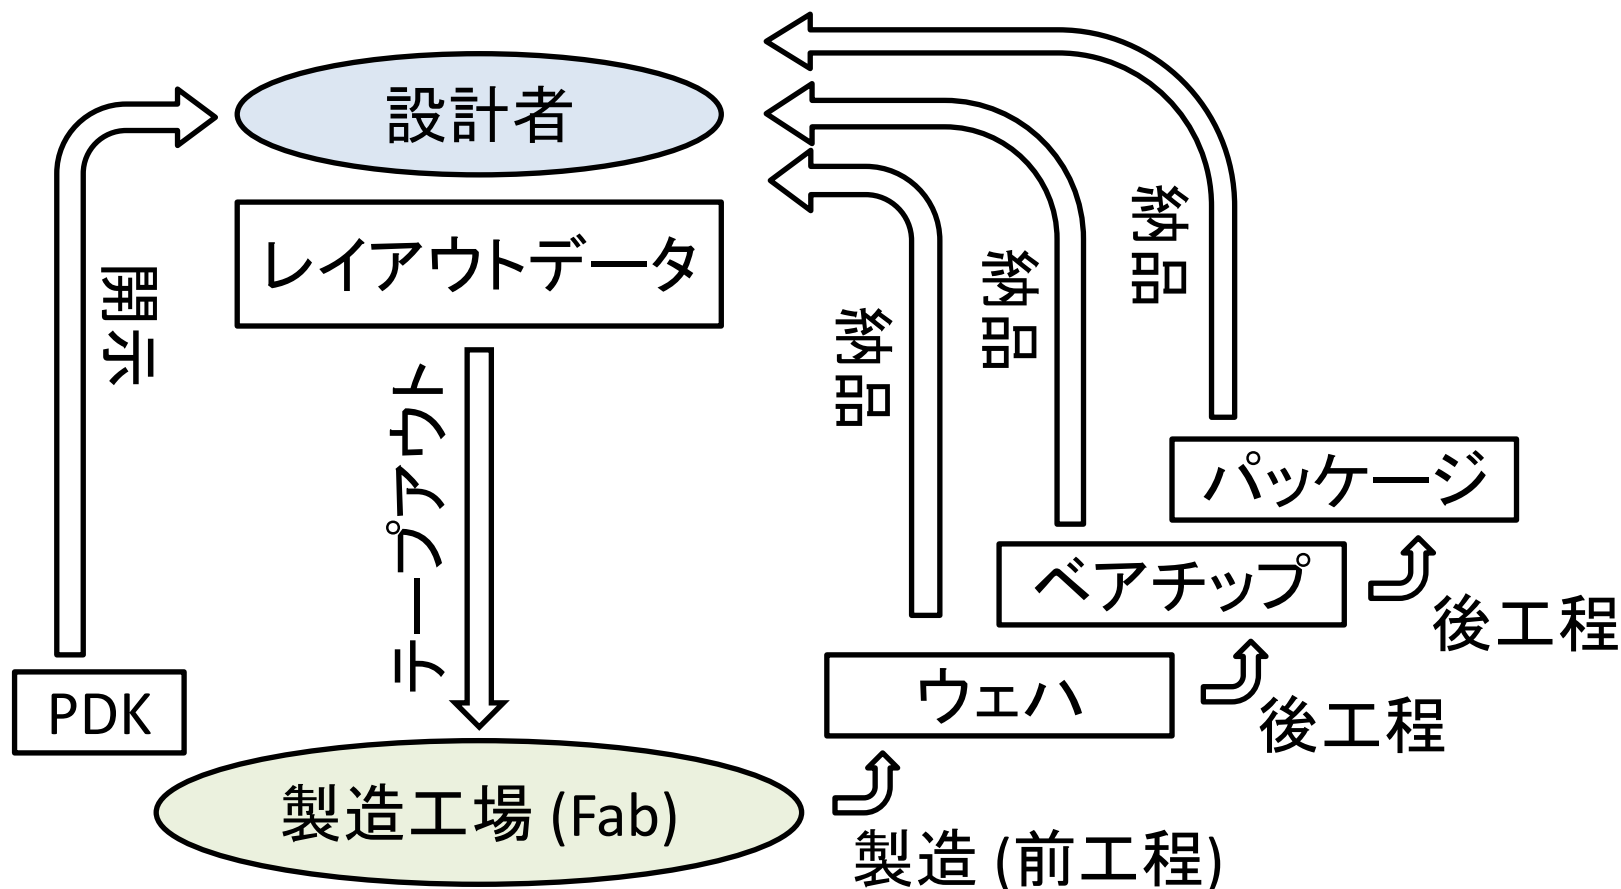 設計者
レイアウトデータ
開示
テープアウト
納品
納品
納品
パッケージ
ベアチップ
後工程
ウェハ
後工程
PDK
製造工場 (Fab)
製造 (前工程)